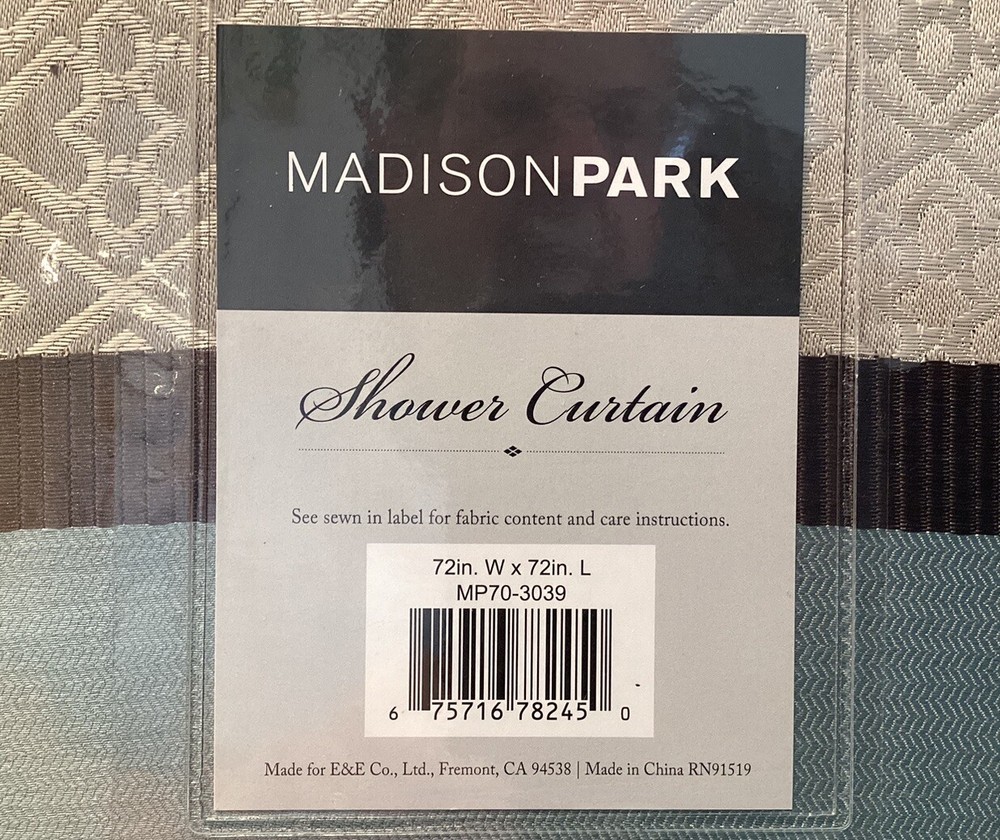 MADISONPARK
Shower Curtain
See sewn in label for fabric content and care instructions.
72in. W x 72in. L
MP70-3039
6 75716 78245 0
Made for E&E Co., Ltd., Fremont, CA 94538 | Made in China RN91519